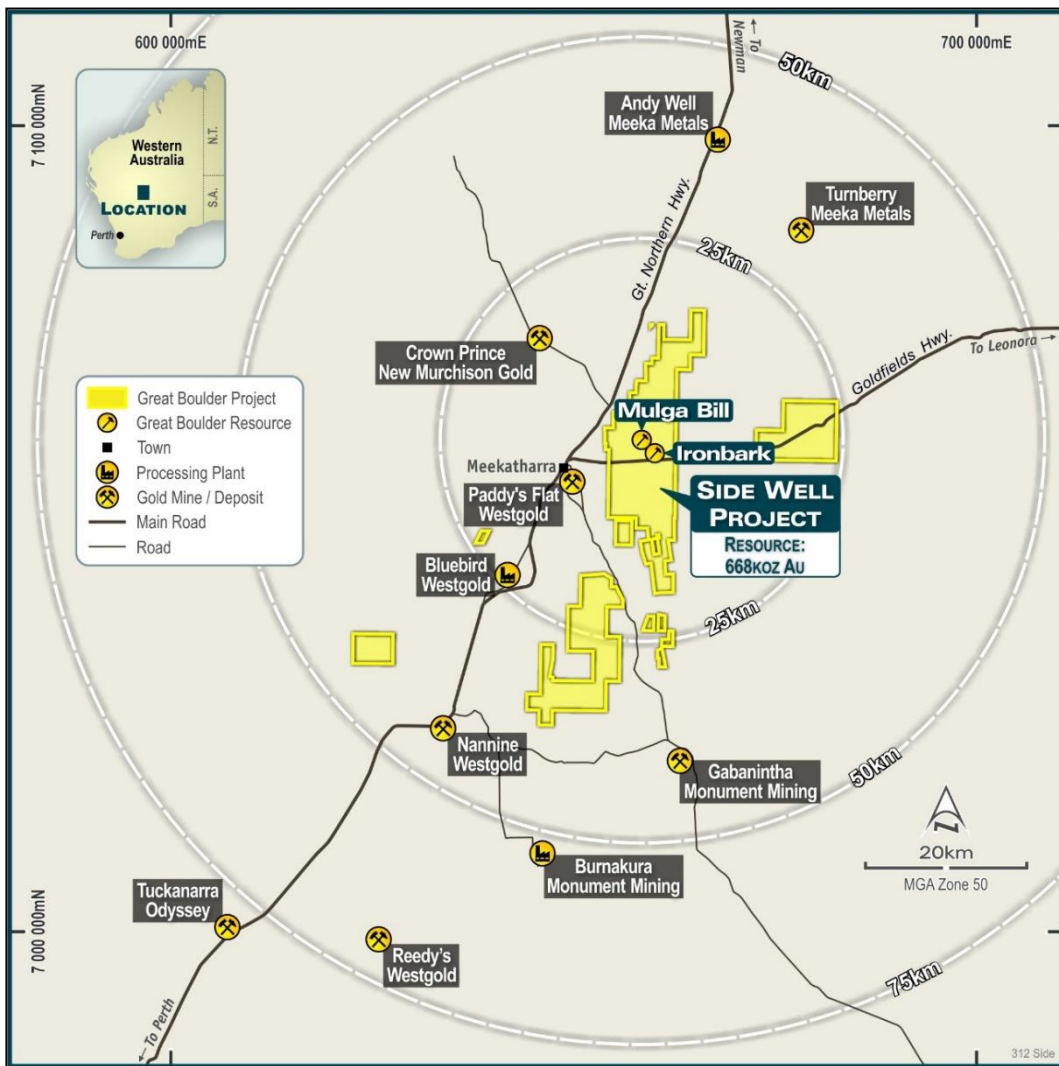 600 000mE
700 000mE
7 100 000mN
7 000 000mN
To
Newman
50km
Western
Australia
N.T.
S.A.
LOCATION
Perth
Andy Well
Meeka Metals
Turnberry
Meeka Metals
Gt. Northern Hwy.
25km
Crown Prince
New Murchison Gold
Goldfields Hwy.
To Leonora
Great Boulder Project
Great Boulder Resource
Town
Processing Plant
Gold Mine / Deposit
Main Road
Road
Mulga Bill
Ironbark
Meekatharra
Paddy's Flat
Westgold
SIDE WELL
PROJECT
RESOURCE:
668KOZ AU
Bluebird
Westgold
25km
Nannine
Westgold
Gabanintha
Monument Mining
50km
N
20km
MGA Zone 50
Burnakura
Monument Mining
Tuckanarra
Odyssey
Reedy's
Westgold
75km
To Perth
312 Side